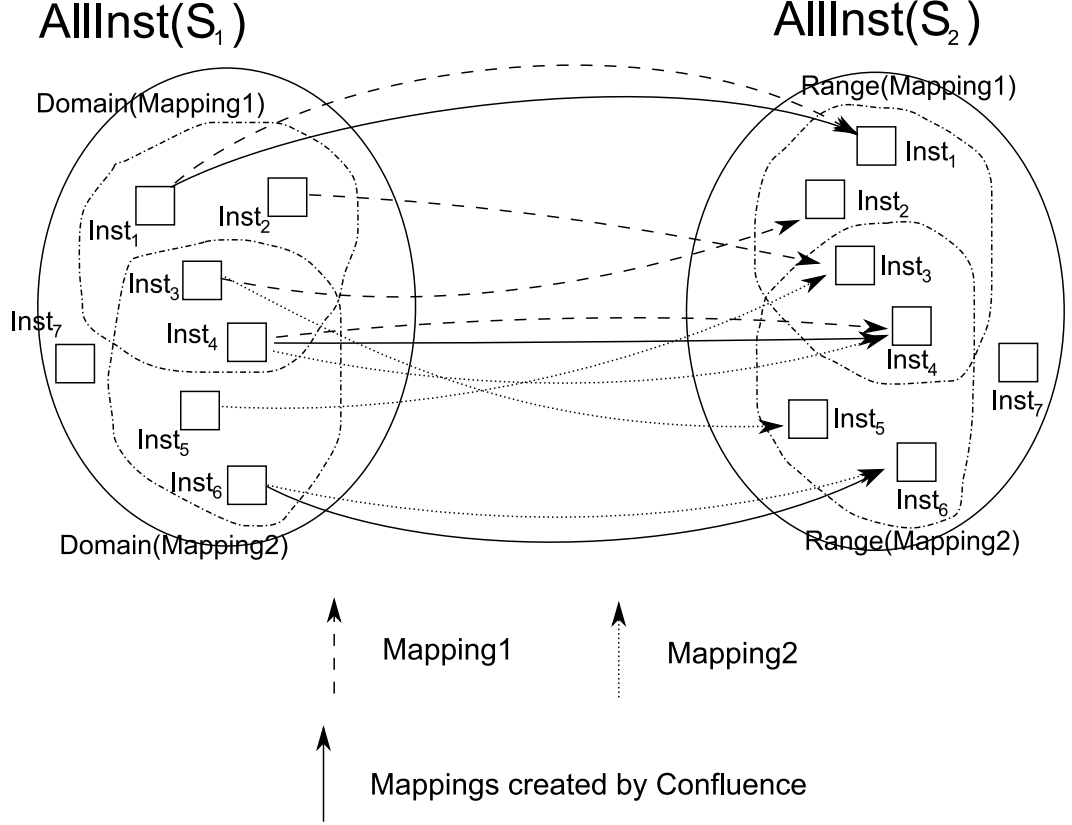 AllInst(S₁)
AllInst(S₂)
Domain(Mapping1)
Range(Mapping1)
Inst₁
Inst₂
Inst₃
Inst₄
Inst₇
Inst₅
Inst₆
Domain(Mapping2)
Inst₁
Inst₂
Inst₃
Inst₄
Inst₇
Inst₅
Inst₆
Range(Mapping2)
Mapping1
Mapping2
Mappings created by Confluence